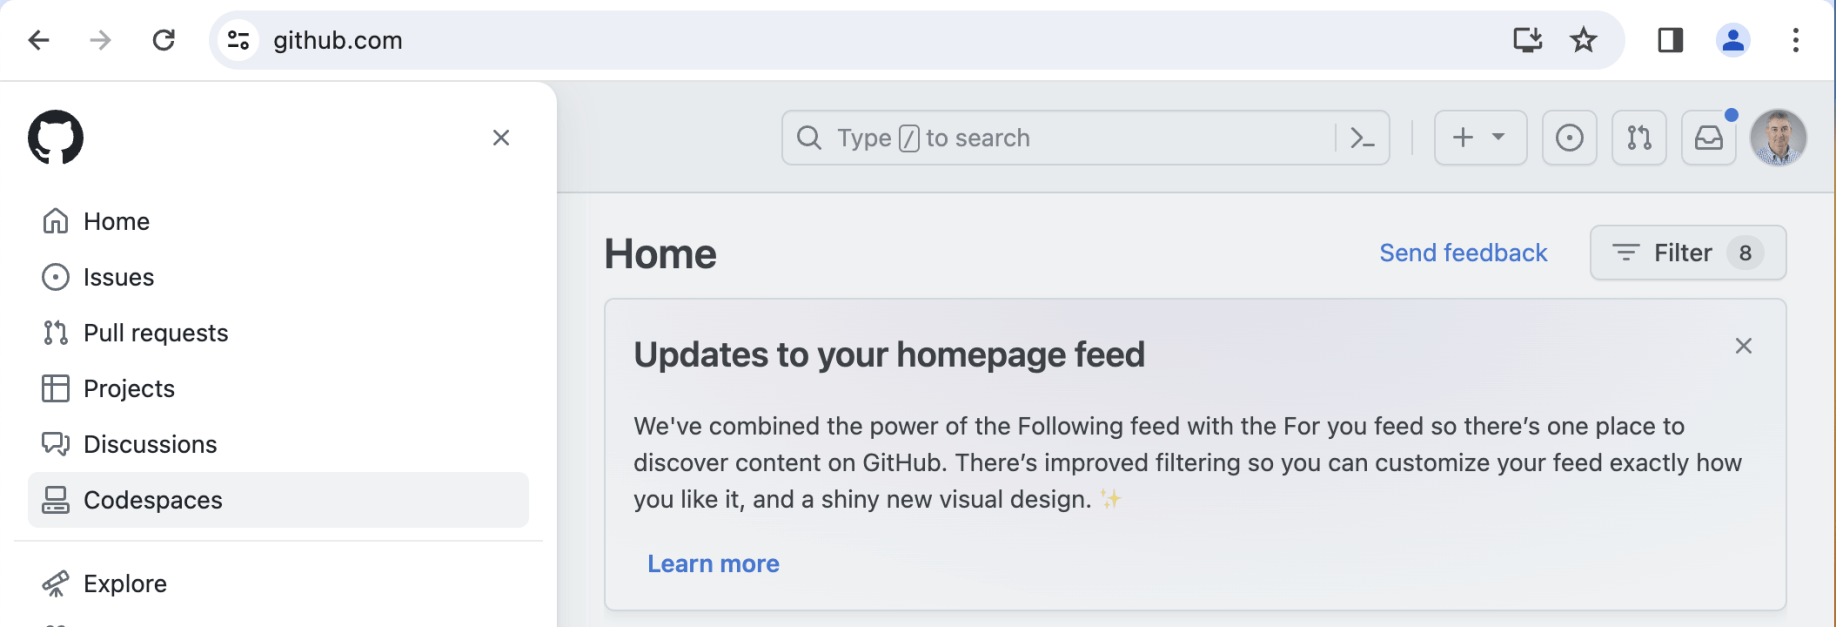 github.com
Type / to search
Home
Issues
Pull requests
Projects
Discussions
Codespaces
Explore
Home
Send feedback
Filter 8
Updates to your homepage feed
We've combined the power of the Following feed with the For you feed so there’s one place to
discover content on GitHub. There’s improved filtering so you can customize your feed exactly how
you like it, and a shiny new visual design. ✨
Learn more